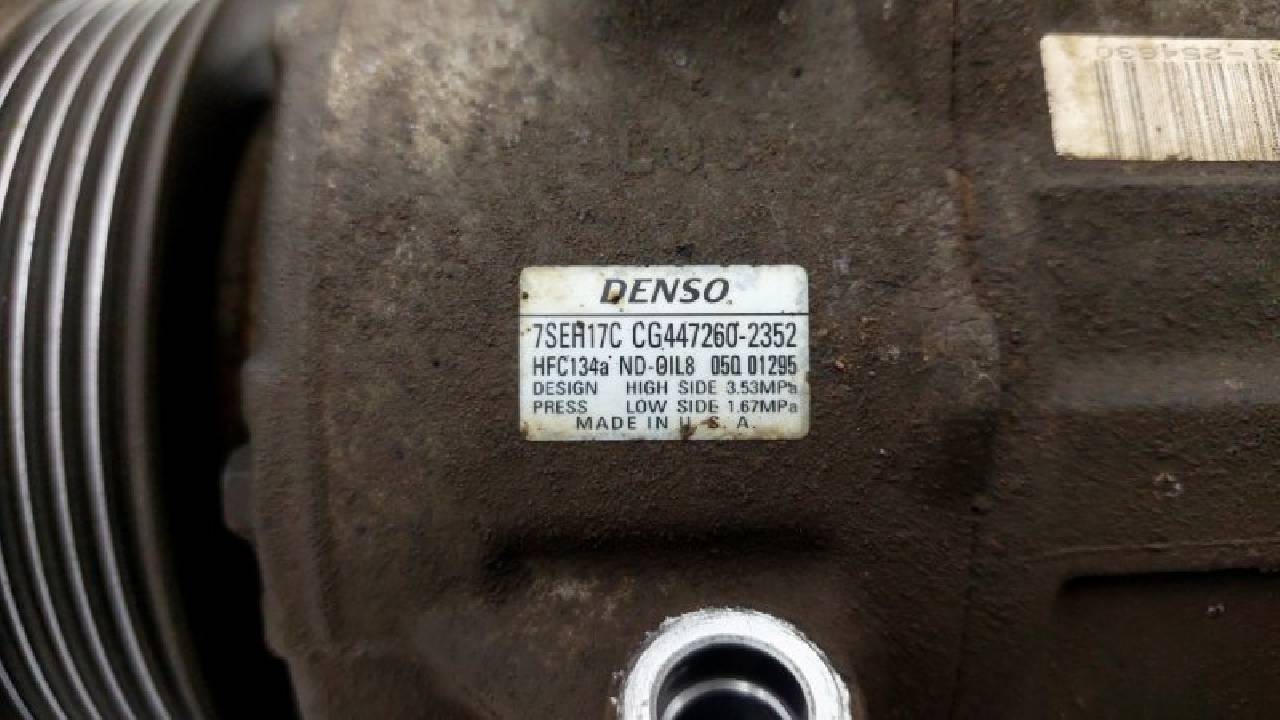 DENSO
7SEH17C CG447260-2352
HFC134a ND-OIL8 05Q 01295
DESIGN HIGH SIDE 3.53MPa
PRESS LOW SIDE 1.67MPa
MADE IN U.S.A.